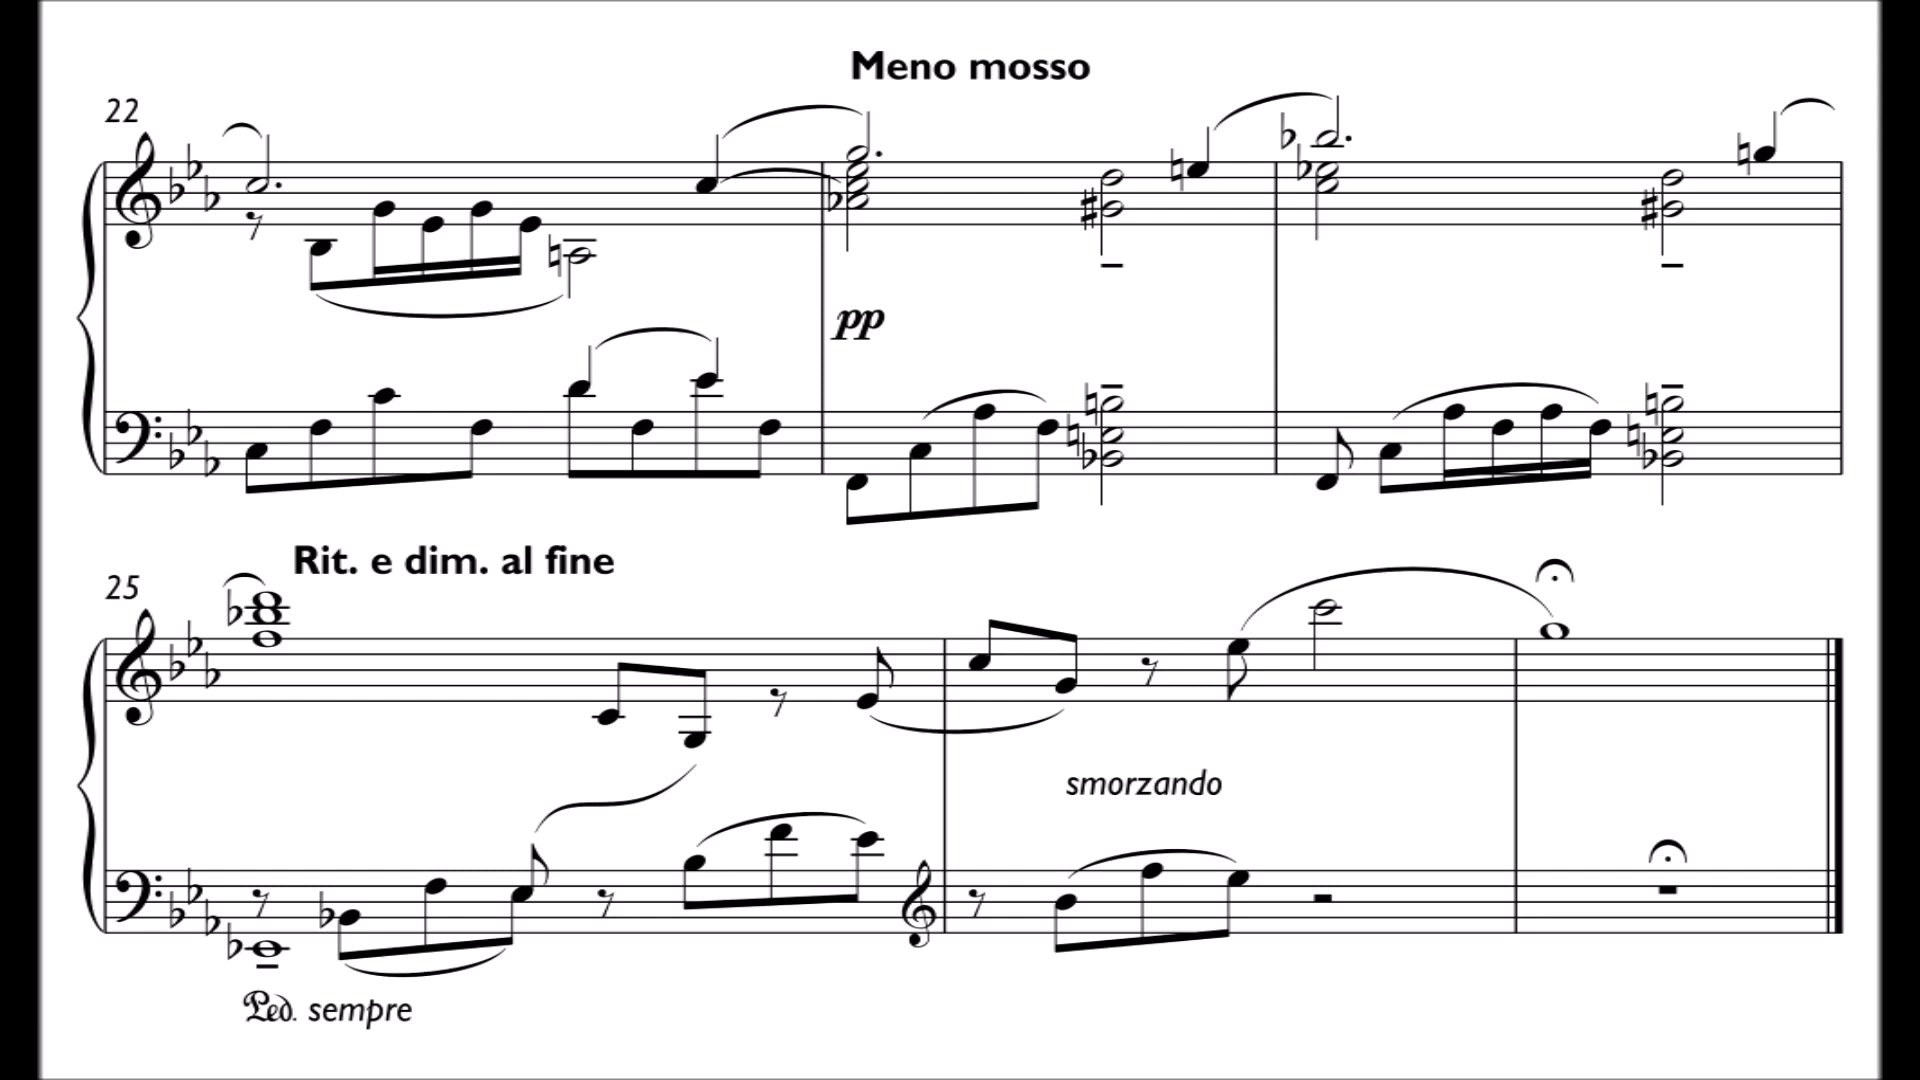 Meno mosso
22
pp
Rit. e dim. al fine
25
smorzando
Ped. sempre